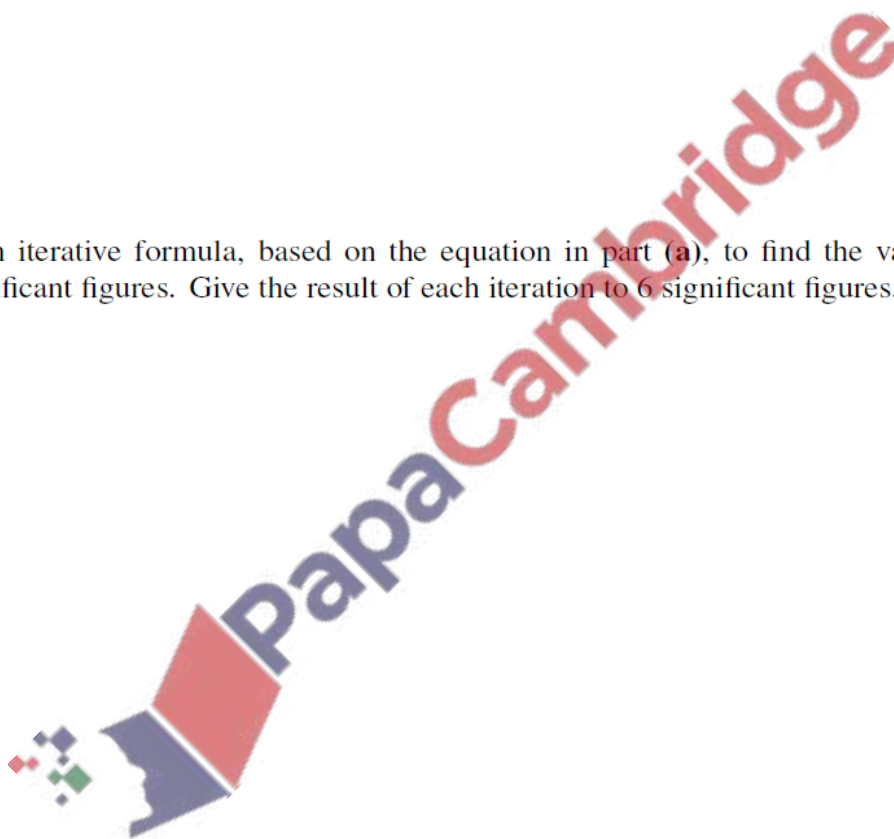 n iterative formula, based on the equation in part (a), to find the va
ficant figures. Give the result of each iteration to 6 significant figures.
PapaCambridge